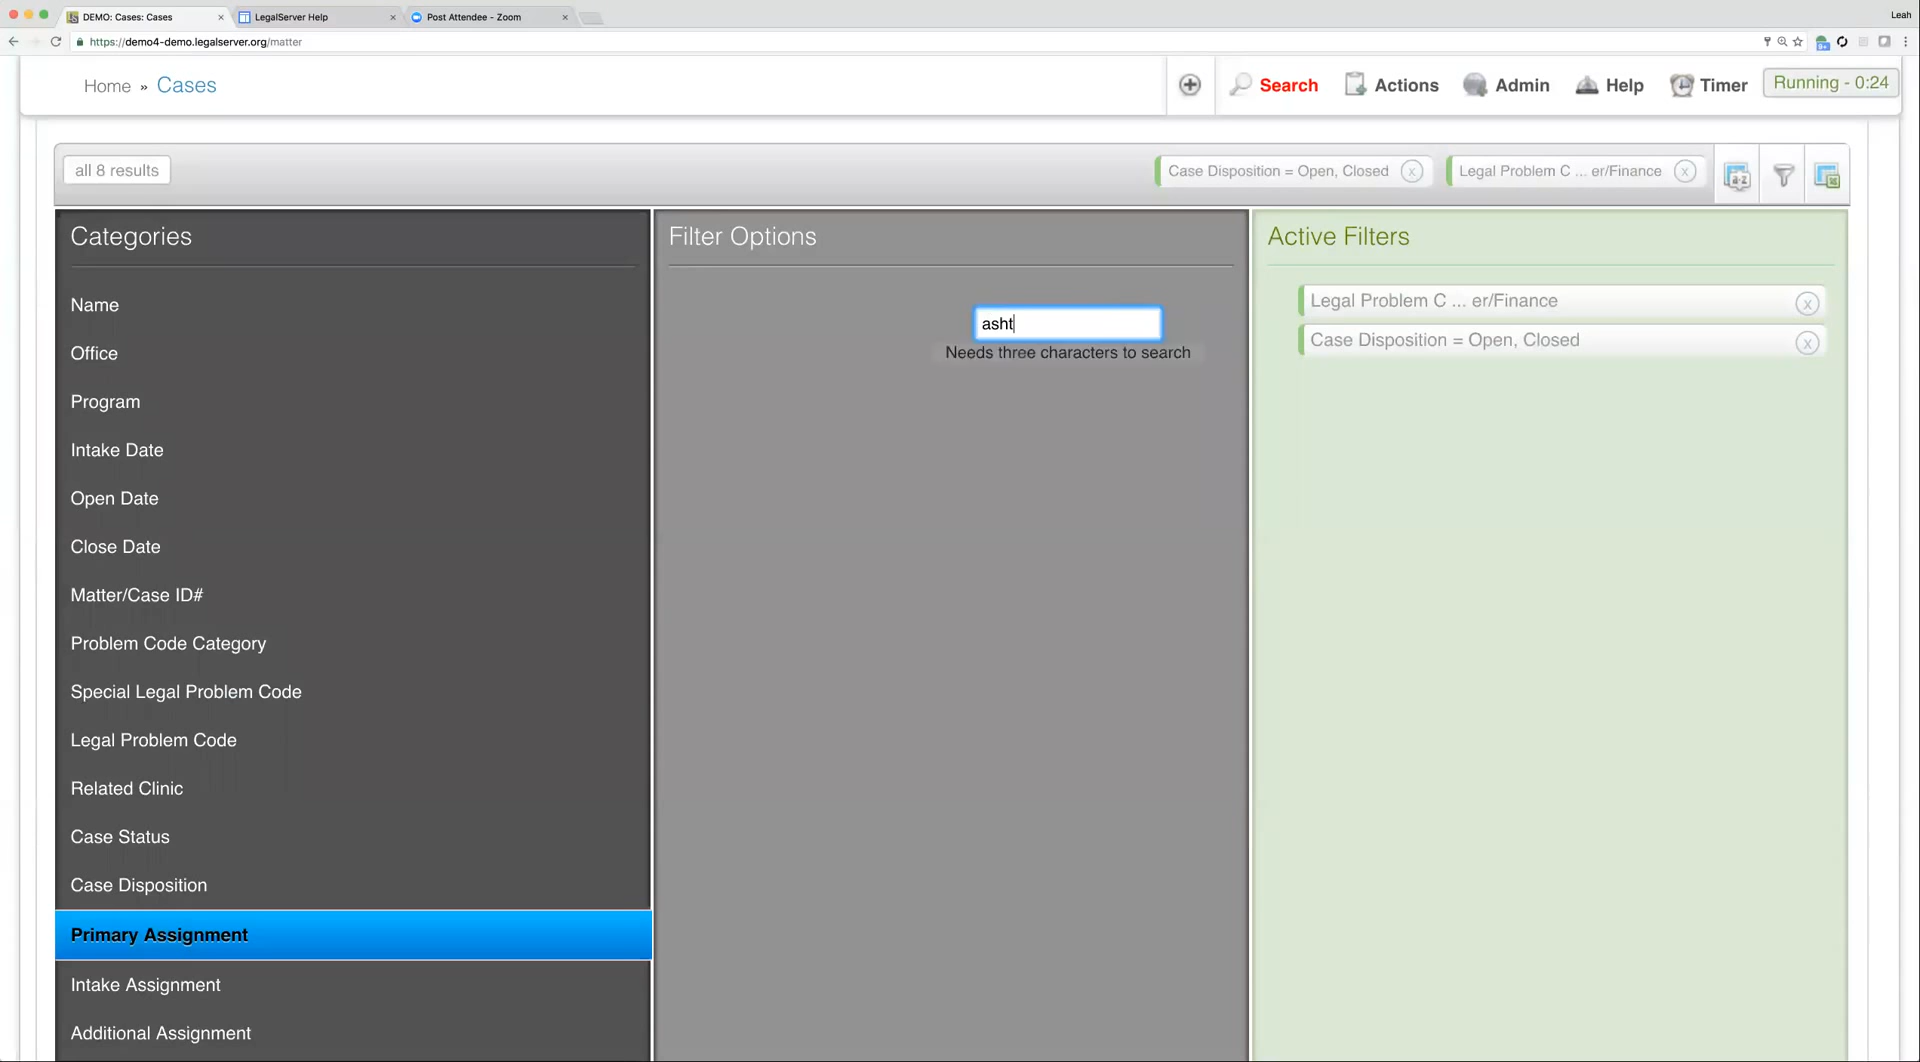 DEMO: Cases: Cases
LegalServer Help
Post Attendee - Zoom
Leah
https://demo4-demo.legalserver.org/matter
Home » Cases
Search
Actions
Admin
Help
Timer
Running - 0:24
all 8 results
Case Disposition = Open, Closed
Legal Problem C ... er/Finance
Categories
Name
Office
Program
Intake Date
Open Date
Close Date
Matter/Case ID#
Problem Code Category
Special Legal Problem Code
Legal Problem Code
Related Clinic
Case Status
Case Disposition
Primary Assignment
Intake Assignment
Additional Assignment
Filter Options
asht
Needs three characters to search
Active Filters
Legal Problem C ... er/Finance
Case Disposition = Open, Closed